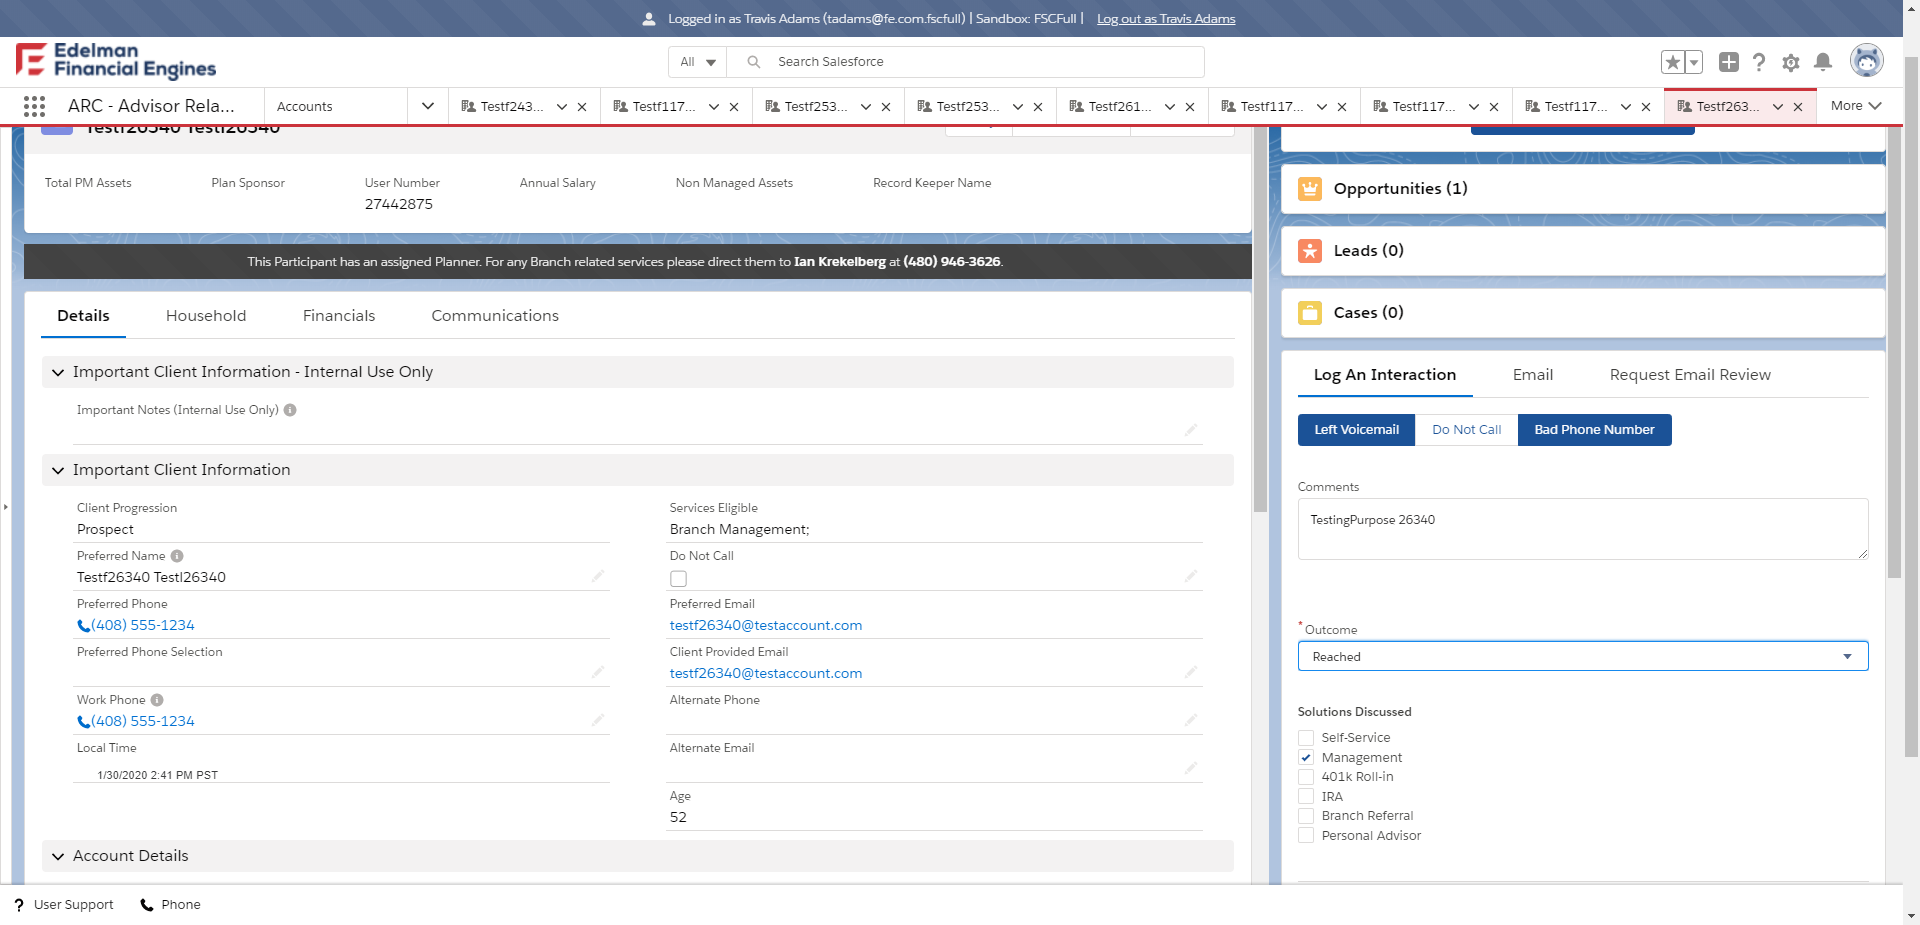 Logged in as Travis Adams (tadams@fe.com.fscfull) | Sandbox: FSCFull | Log out as Travis Adams
Edelman
Financial Engines
All
Search Salesforce
ARC - Advisor Rela...
Accounts
Testf243...
Testf117...
Testf253...
Testf253...
Testf261...
Testf117...
Testf117...
Testf117...
Testf263...
More
Testf26340 Testl26340
Total PM Assets
Plan Sponsor
User Number
Annual Salary
Non Managed Assets
Record Keeper Name
27442875
This Participant has an assigned Planner. For any Branch related services please direct them to Ian Krekelberg at (480) 946-3626.
Details
Household
Financials
Communications
Important Client Information - Internal Use Only
Important Notes (Internal Use Only)
Important Client Information
Client Progression
Prospect
Services Eligible
Branch Management;
Preferred Name
Testf26340 Testl26340
Do Not Call
Preferred Phone
(408) 555-1234
Preferred Email
testf26340@testaccount.com
Preferred Phone Selection
Client Provided Email
testf26340@testaccount.com
Work Phone
(408) 555-1234
Alternate Phone
Local Time
1/30/2020 2:41 PM PST
Alternate Email
Age
52
Account Details
Opportunities (1)
Leads (0)
Cases (0)
Log An Interaction
Email
Request Email Review
Left Voicemail
Do Not Call
Bad Phone Number
Comments
TestingPurpose 26340
* Outcome
Reached
Solutions Discussed
Self-Service
Management
401k Roll-in
IRA
Branch Referral
Personal Advisor
? User Support
Phone